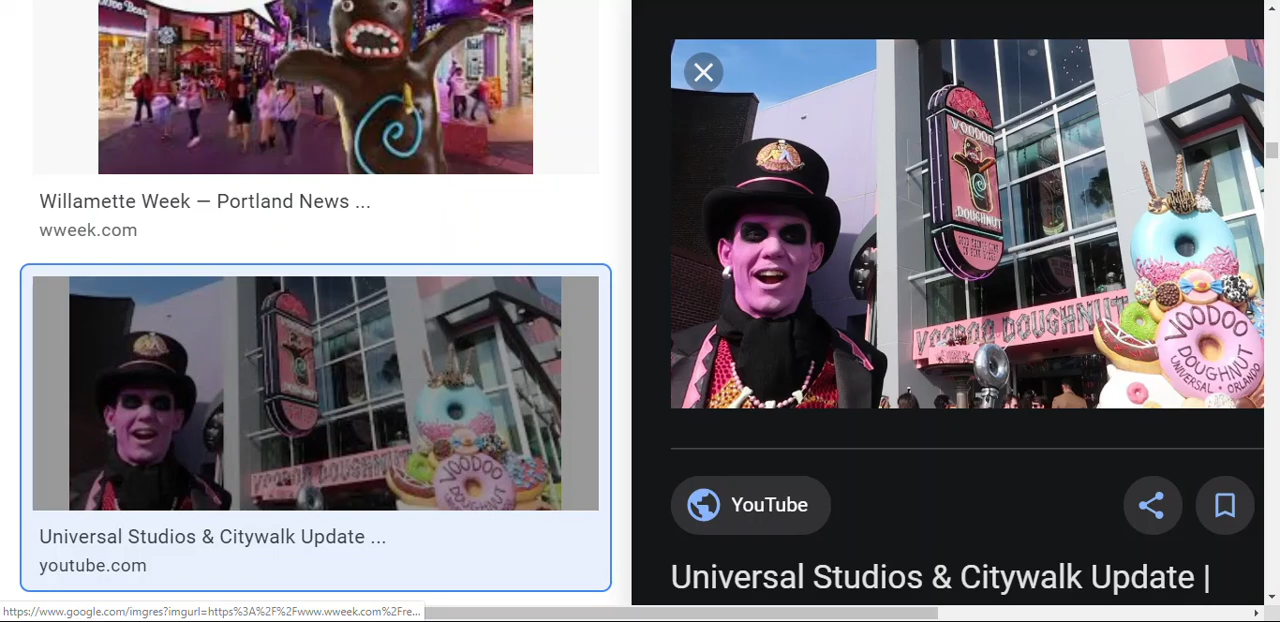 Willamette Week — Portland News ...
wweek.com
VOODOO
DOUGHNUT
VOODOO DOUGHNUT
VOODOO
DOUGHNUT
UNIVERSAL • ORLANDO
VOODOO DOUGHNUT
VOODOO
DOUGHNUT
Universal Studios & Citywalk Update ...
youtube.com
YouTube
Universal Studios & Citywalk Update |
https://www.google.com/imgres?imgurl=https%3A%2F%2Fwww.wweek.com%2Fre...